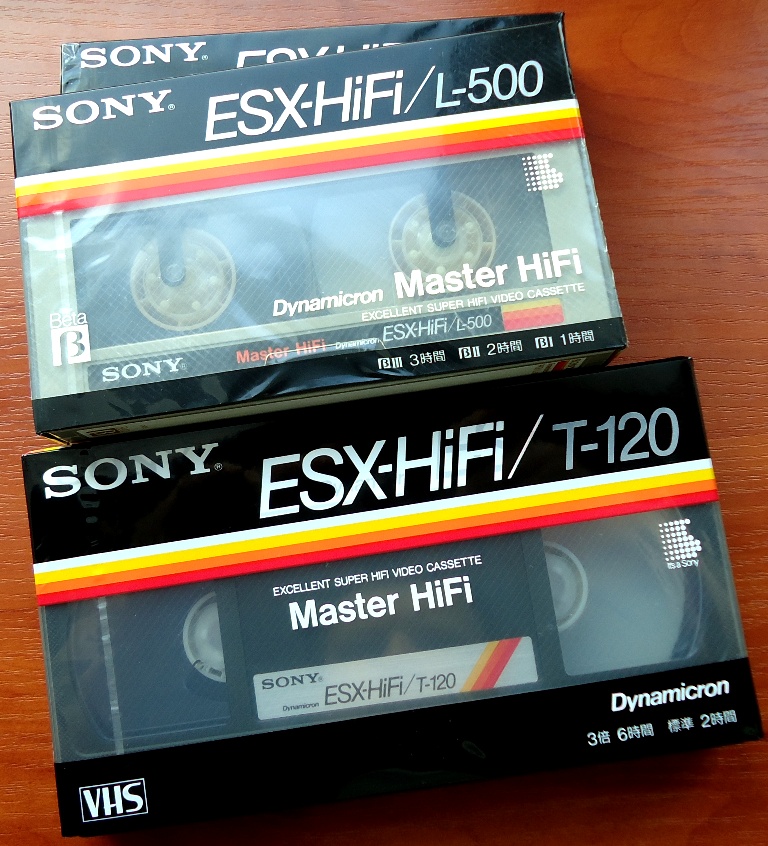 SONY®
ESX-HiFi
SONY®
ESX-HiFi/L-500
Dynamicron Master HiFi
EXCELLENT SUPER HIFI VIDEO CASSETTE
Beta
β
SONY® Master HiFi Dynamicron ESX-HiFi/L-500
βIII 3時間 βII 2時間 βI 1時間
SONY®
ESX-HiFi/T-120
It's a Sony
EXCELLENT SUPER HIFI VIDEO CASSETTE
Master HiFi
SONY®
Dynamicron ESX-HiFi/T-120
Dynamicron
3倍 6時間 標準 2時間
VHS